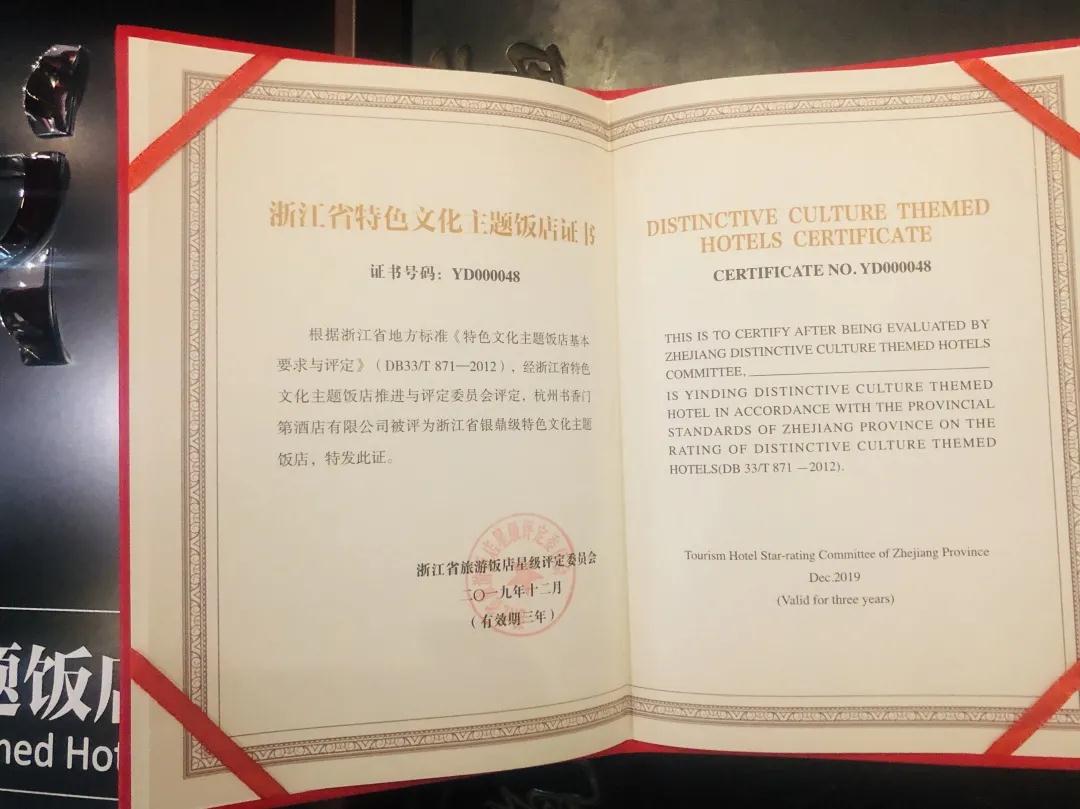 浙江省特色文化主题饭店证书
证书号码：YD000048
根据浙江省地方标准《特色文化主题饭店基本
要求与评定》（DB33/T 871—2012），经浙江省特色
文化主题饭店推进与评定委员会评定，杭州书香门
第酒店有限公司被评为浙江省银鼎级特色文化主题
饭店，特发此证。
浙江省旅游饭店星级评定委员会
二〇一九年十二月
（有效期三年）
DISTINCTIVE CULTURE THEMED
HOTELS CERTIFICATE
CERTIFICATE NO. YD000048
THIS IS TO CERTIFY AFTER BEING EVALUATED BY
ZHEJIANG DISTINCTIVE CULTURE THEMED HOTELS
COMMITTEE,
IS YINDING DISTINCTIVE CULTURE THEMED
HOTEL IN ACCORDANCE WITH THE PROVINCIAL
STANDARDS OF ZHEJIANG PROVINCE ON THE
RATING OF DISTINCTIVE CULTURE THEMED
HOTELS(DB 33/T 871 —2012).
Tourism Hotel Star-rating Committee of Zhejiang Province
Dec.2019
(Valid for three years)
题饭店
med Hot